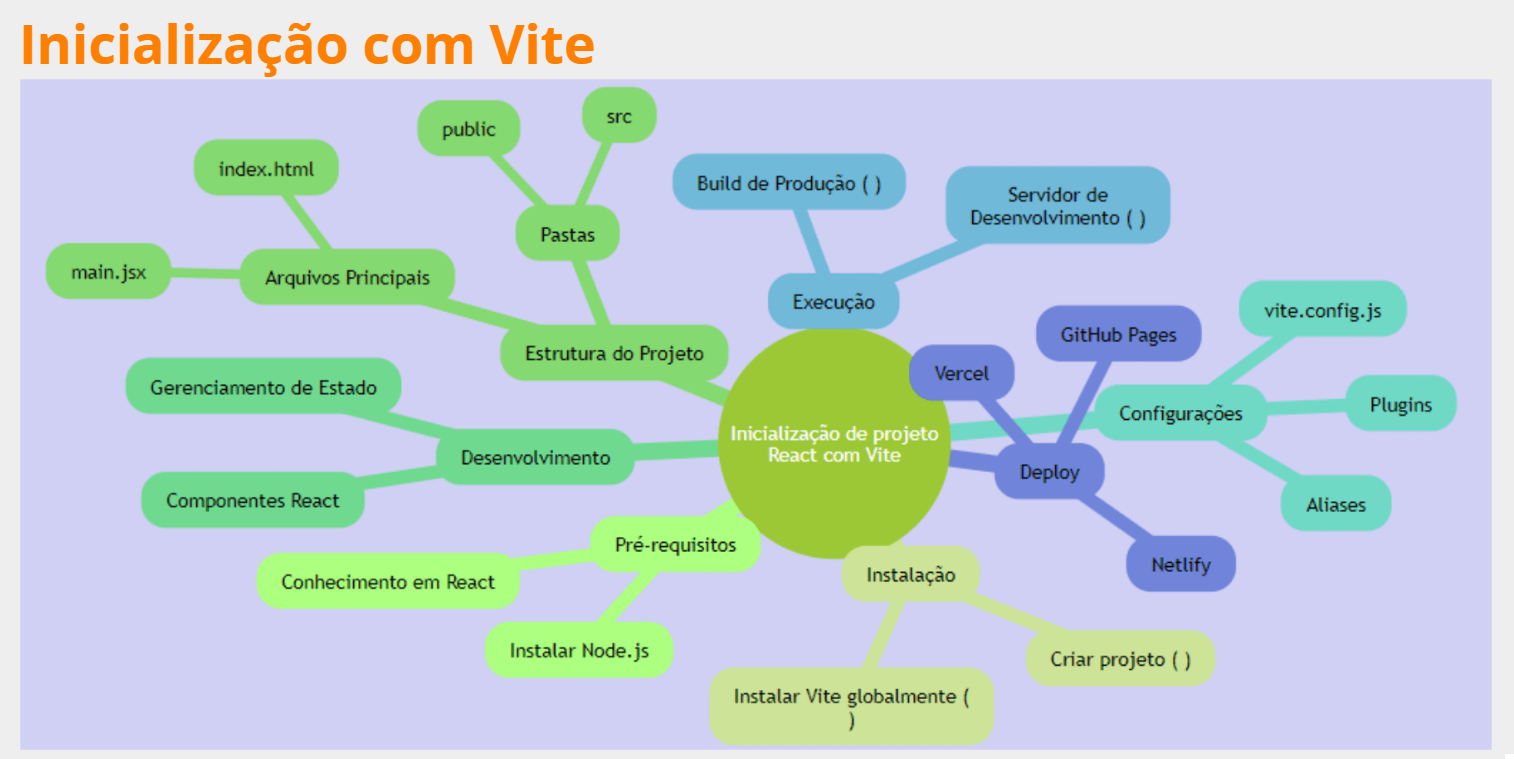 Inicialização com Vite
public
src
index.html
Build de Produção ( )
Servidor de
Desenvolvimento ( )
Pastas
main.jsx
Arquivos Principais
Execução
vite.config.js
GitHub Pages
Estrutura do Projeto
Vercel
Gerenciamento de Estado
Plugins
Configurações
Inicialização de projeto
React com Vite
Desenvolvimento
Deploy
Componentes React
Aliases
Pré-requisitos
Netlify
Conhecimento em React
Instalação
Instalar Node.js
Criar projeto ( )
Instalar Vite globalmente (
)